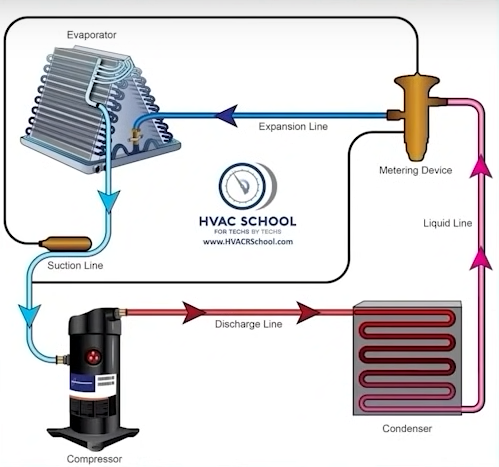 Evaporator
Expansion Line
Metering Device
HVAC SCHOOL
FOR TECHS BY TECHS
www.HVACRSchool.com
Liquid Line
Suction Line
Discharge Line
Condenser
Compressor